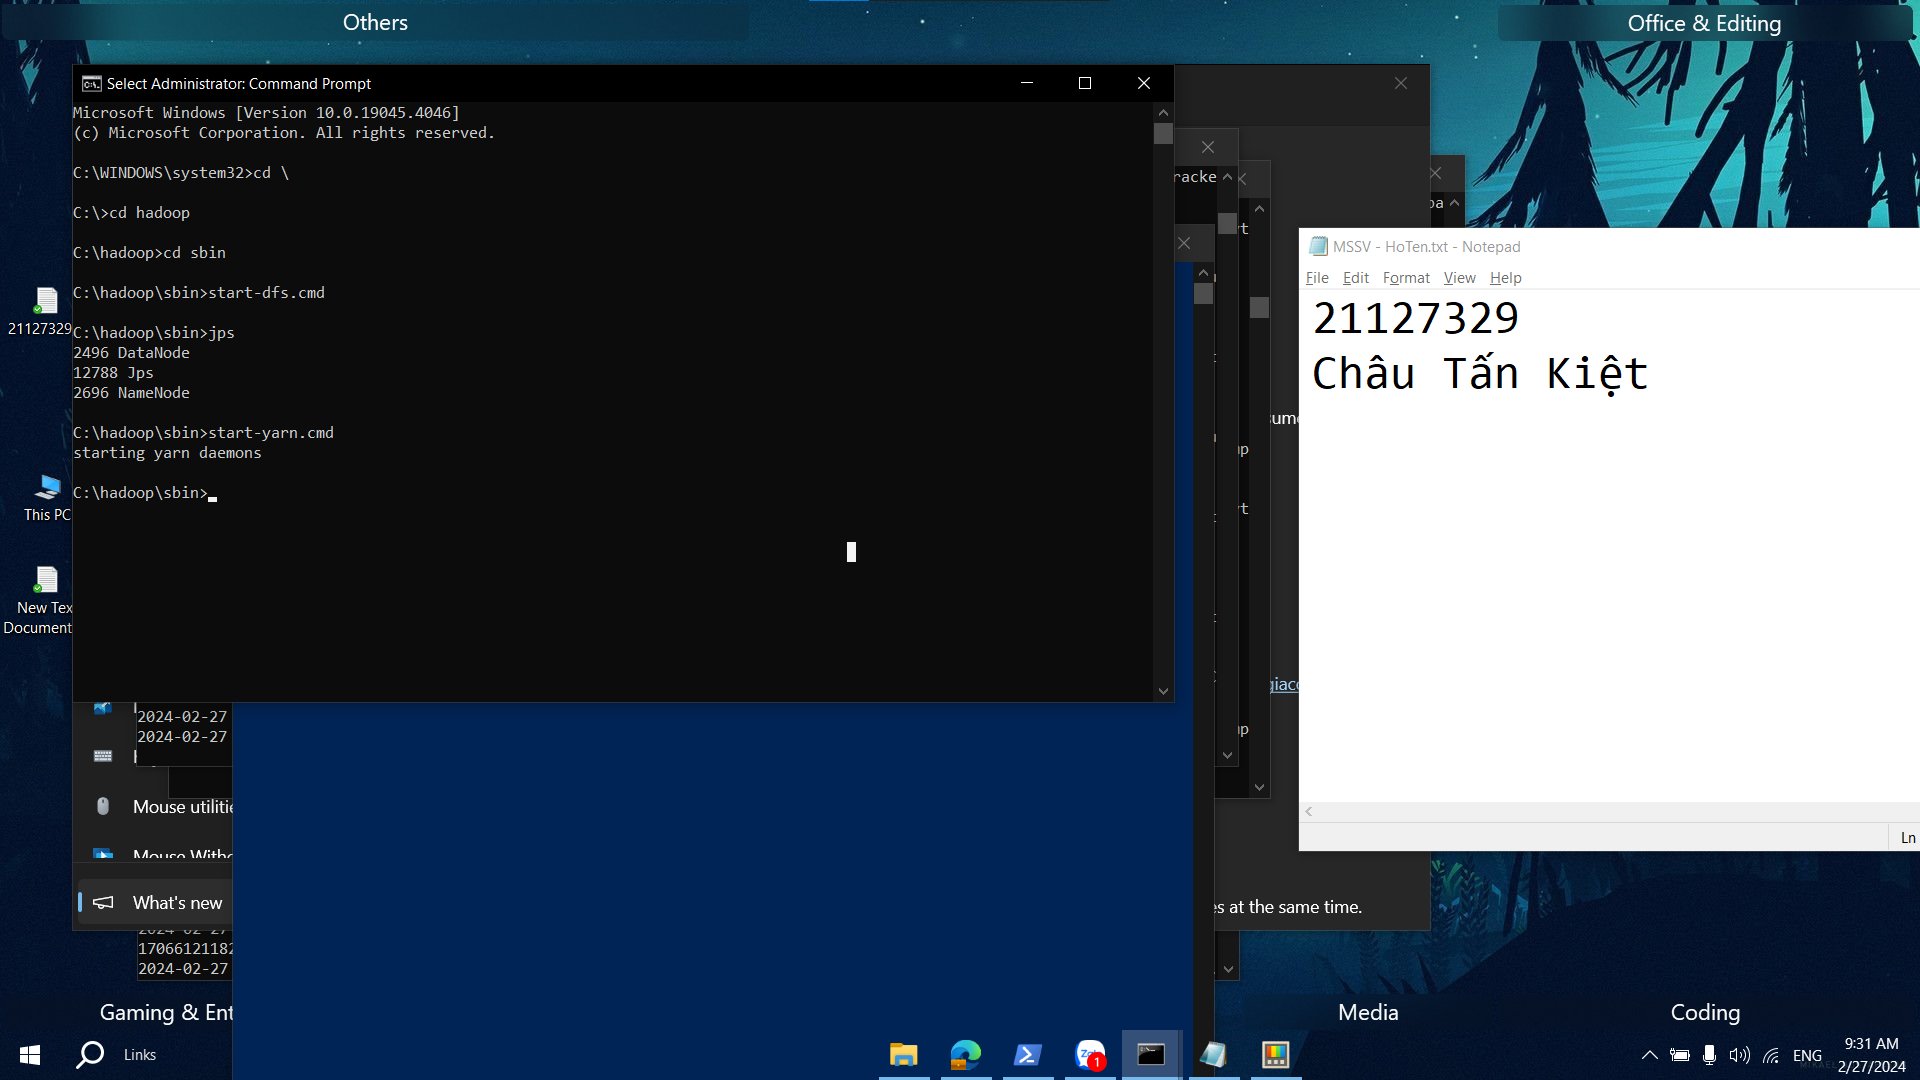 Others
Office & Editing
Select Administrator: Command Prompt
Microsoft Windows [Version 10.0.19045.4046]
(c) Microsoft Corporation. All rights reserved.
C:\WINDOWS\system32>cd \
C:\>cd hadoop
C:\hadoop>cd sbin
C:\hadoop\sbin>start-dfs.cmd
C:\hadoop\sbin>jps
2496 DataNode
12788 Jps
2696 NameNode
C:\hadoop\sbin>start-yarn.cmd
starting yarn daemons
C:\hadoop\sbin>
racke
MSSV - HoTen.txt - Notepad
File Edit Format View Help
21127329
Châu Tấn Kiệt
Ln
21127329
This PC
New Tex
Document
2024-02-27
2024-02-27
Mouse utilitie
Mouse Witho
What's new
17066121182
2024-02-27
es at the same time.
Gaming & Ent
Media
Coding
Links
1
ENG
9:31 AM
2/27/2024